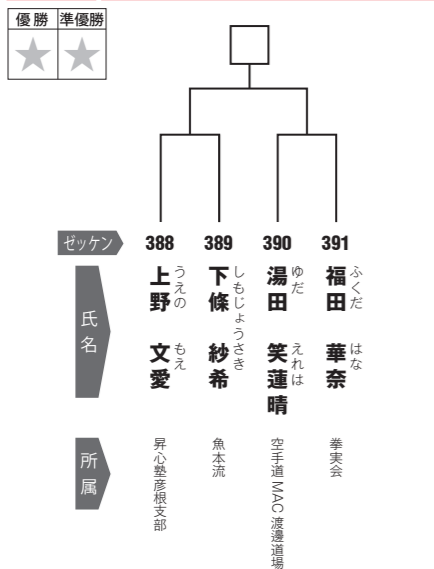 優勝 準優勝
ゼッケン 388 389 390 391
氏名
上野 文愛
うえの もえ
下條 紗希
しもじょう さき
湯田 笑蓮晴
ゆだ えれは
福田 華奈
ふくだ はな
所属
昇心塾彦根支部
魚本流
空手道 MAC 渡邊道場
拳実会